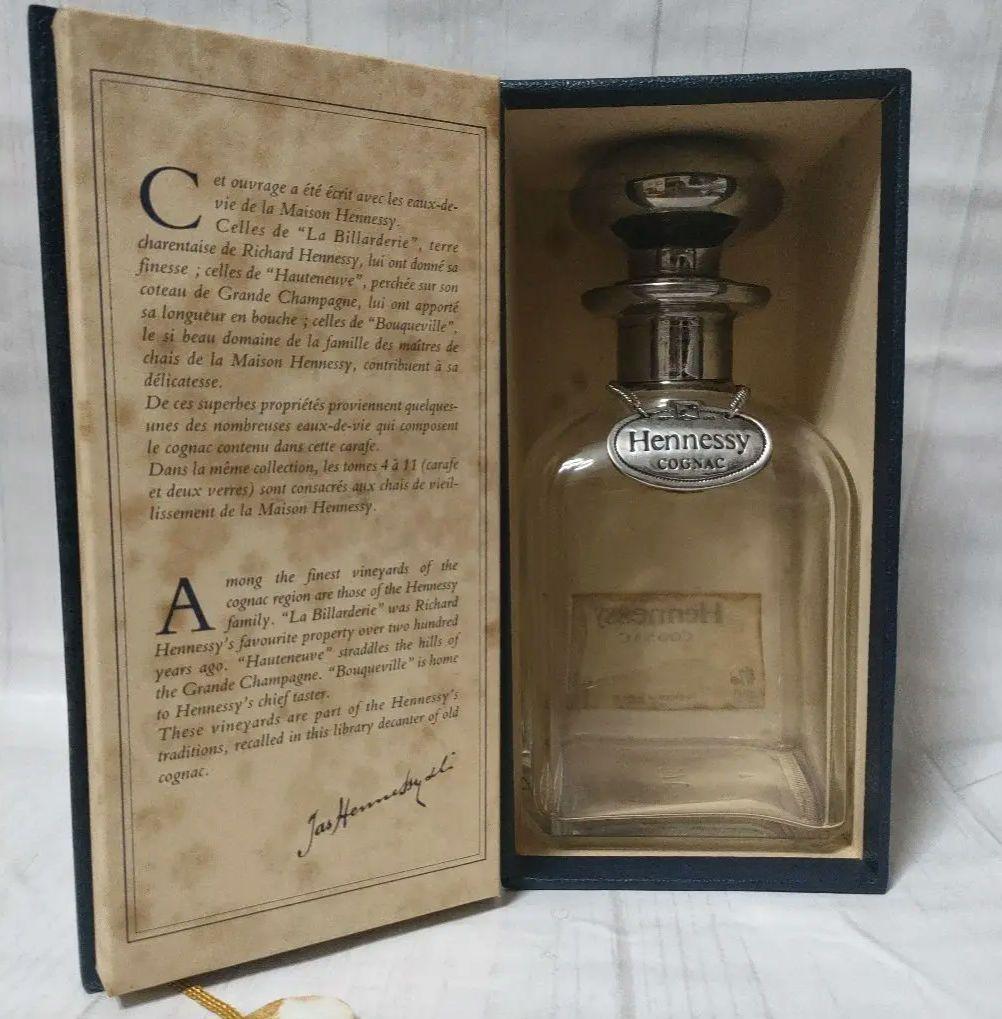 Cet ouvrage a été écrit avec les eaux-de-
vie de la Maison Hennessy.
Celles de "La Billarderie", terre
charentaise de Richard Hennessy, lui ont donné sa
finesse ; celles de "Hauteneuve", perchée sur son
coteau de Grande Champagne, lui ont apporté
sa longueur en bouche ; celles de "Bouqueville",
le si beau domaine de la famille des maîtres de
chais de la Maison Hennessy, contribuent à sa
délicatesse.
De ces superbes propriétés proviennent quelques-
unes des nombreuses eaux-de-vie qui composent
le cognac contenu dans cette carafe.
Dans la même collection, les tomes 4 à 11 (carafe
et deux verres) sont consacrés aux chais de vieil-
lissement de la Maison Hennessy.
Among the finest vineyards of the
cognac region are those of the Hennessy
family. "La Billarderie" was Richard
Hennessy's favourite property over two hundred
years ago. "Hauteneuve" straddles the hills of
the Grande Champagne. "Bouqueville" is home
to Hennessy's chief taster.
These vineyards are part of the Hennessy's
traditions, recalled in this library decanter of old
cognac.
Jas Hennessy & Co
Hennessy
COGNAC
Hennessy
COGNAC